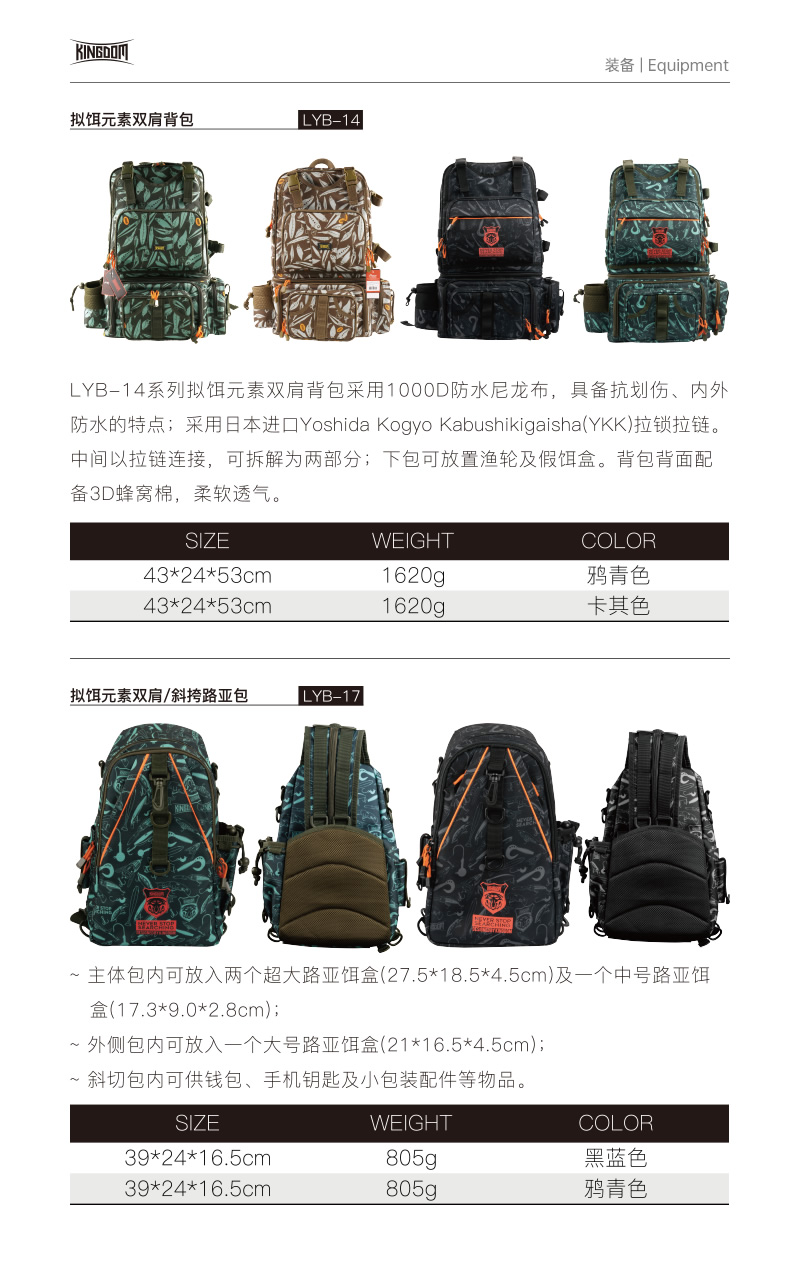 KINGDOM
装备 | Equipment
拟饵元素双肩背包 LYB-14
LYB-14系列拟饵元素双肩背包采用1000D防水尼龙布，具备抗划伤、内外
防水的特点；采用日本进口Yoshida Kogyo Kabushikigaisha(YKK)拉锁拉链。
中间以拉链连接，可拆解为两部分；下包可放置渔轮及假饵盒。背包背面配
备3D蜂窝棉，柔软透气。
SIZE WEIGHT COLOR
43*24*53cm 1620g 鸦青色
43*24*53cm 1620g 卡其色
拟饵元素双肩/斜挎路亚包 LYB-17
NEVER STOP
SEARCHING
NEVER STOP
SEARCHING
~ 主体包内可放入两个超大路亚饵盒(27.5*18.5*4.5cm)及一个中号路亚饵
盒(17.3*9.0*2.8cm)；
~ 外侧包内可放入一个大号路亚饵盒(21*16.5*4.5cm)；
~ 斜切包内可供钱包、手机钥匙及小包装配件等物品。
SIZE WEIGHT COLOR
39*24*16.5cm 805g 黑蓝色
39*24*16.5cm 805g 鸦青色